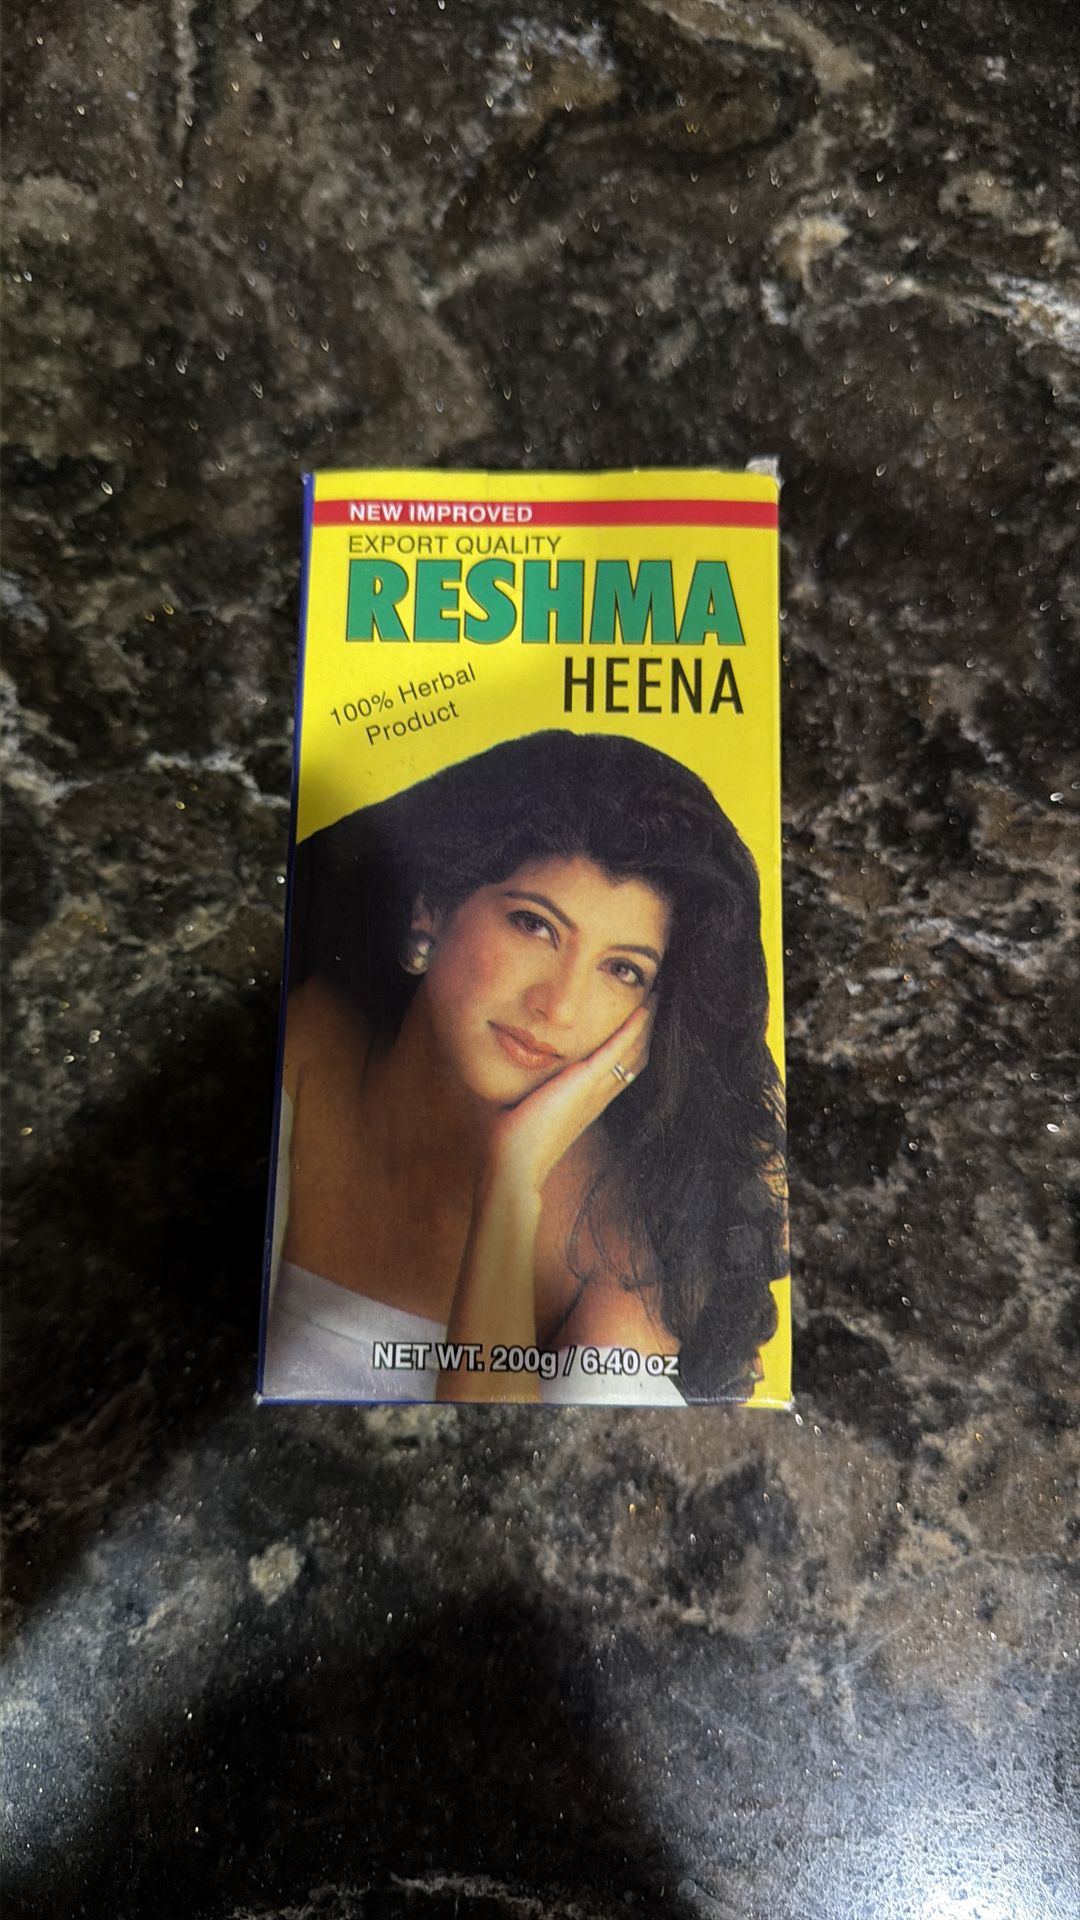 NEW IMPROVED
EXPORT QUALITY
RESHMA
HEENA
100% Herbal
Product
NET WT. 200g / 6.40 oz